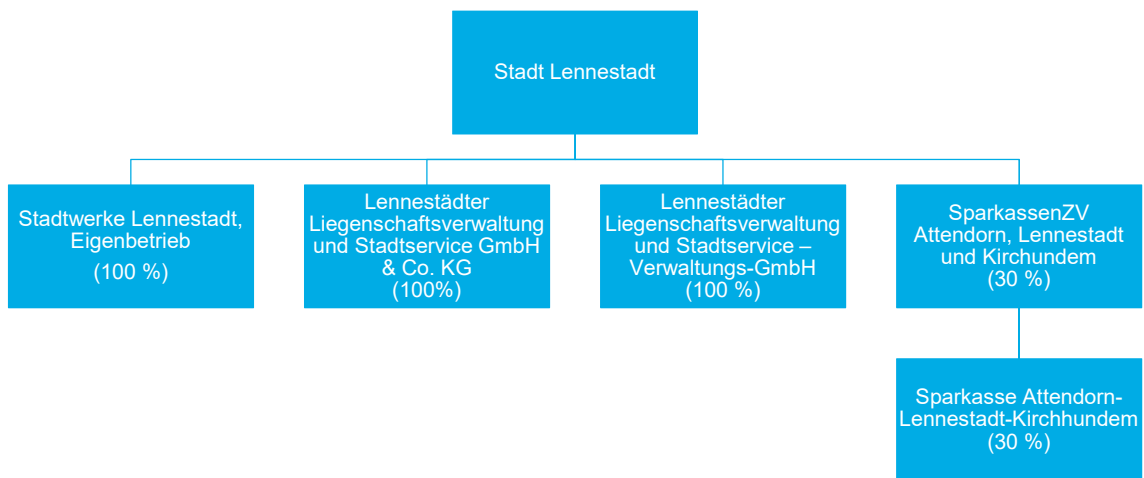 Stadt Lennestadt
Stadtwerke Lennestadt,
Eigenbetrieb
(100 %)
Lennestädter
Liegenschaftsverwaltung
und Stadtservice GmbH
& Co. KG
(100%)
Lennestädter
Liegenschaftsverwaltung
und Stadtservice –
Verwaltungs-GmbH
(100 %)
SparkassenZV
Attendorn, Lennestadt
und Kirchundem
(30 %)
Sparkasse Attendorn-
Lennestadt-Kirchhundem
(30 %)